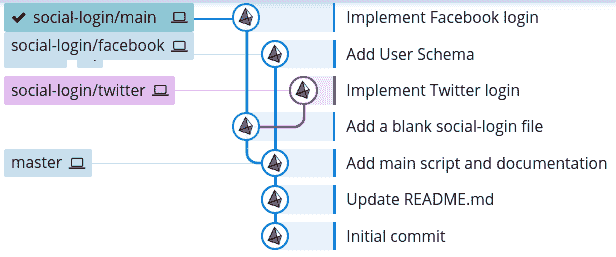 social-login/main Implement Facebook login
social-login/facebook Add User Schema
social-login/twitter Implement Twitter login
Add a blank social-login file
master Add main script and documentation
Update README.md
Initial commit